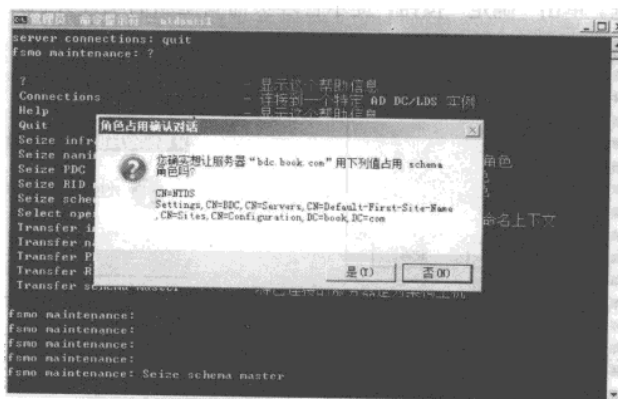 管理员: 命令提示符 - ntdsutil
server connections: quit
fsmo maintenance: ?
? - 显示这个帮助信息
Connections - 连接到一个特定 AD DC/LDS 实例
Help - 显示这个帮助信息
Quit
Seize infr
Seize nami 角色
Seize PDC
Seize RID
Seize sche
Select ope 命名上下文
Transfer i
Transfer n
Transfer P
Transfer R
Transfer schema master
角色占用确认对话
您确实想让服务器“bdc.book.com”用下列值占用 schema
角色吗?
CN=NTDS
Settings,CN=BDC,CN=Servers,CN=Default-First-Site-Name
,CN=Sites,CN=Configuration,DC=book,DC=com
是(Y) 否(N)
fsmo maintenance:
fsmo maintenance:
fsmo maintenance:
fsmo maintenance:
fsmo maintenance: Seize schema master